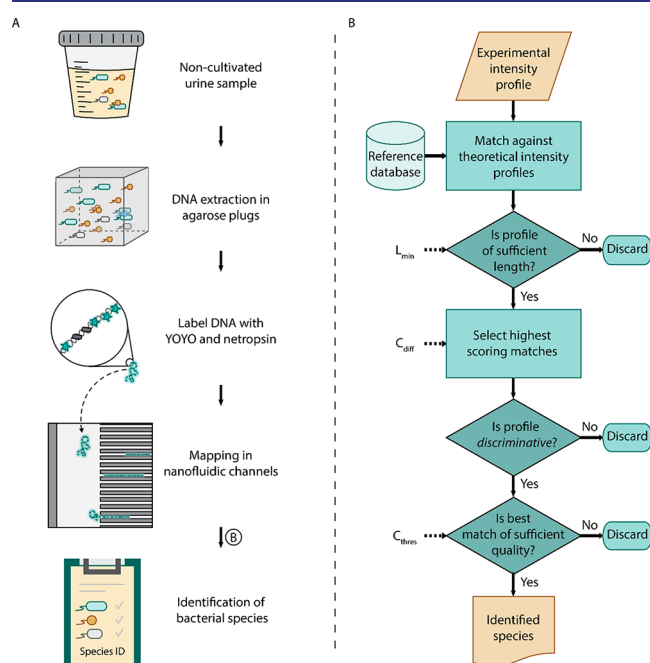 A
Non-cultivated
urine sample
DNA extraction in
agarose plugs
Label DNA with
YOYO and netropsin
Mapping in
nanofluidic channels
B
Identification of
bacterial species
Species ID
B
Experimental
intensity
profile
Reference
database
Match against
theoretical intensity
profiles
Lmin
Is profile
of sufficient
length?
No
Discard
Yes
Cdiff
Select highest
scoring matches
Is profile
discriminative?
No
Discard
Yes
Cthres
Is best
match of sufficient
quality?
No
Discard
Yes
Identified
species